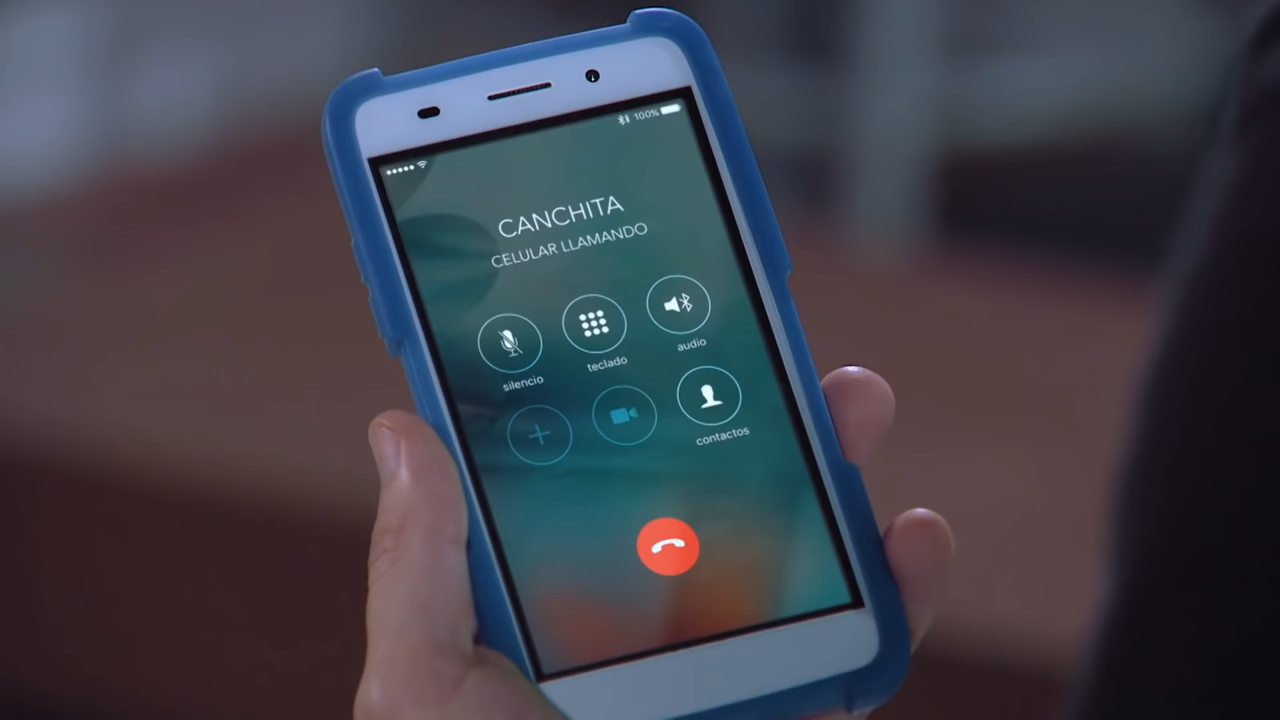 100%
CANCHITA
CELULAR LLAMANDO
silencio
teclado
audio
contactos